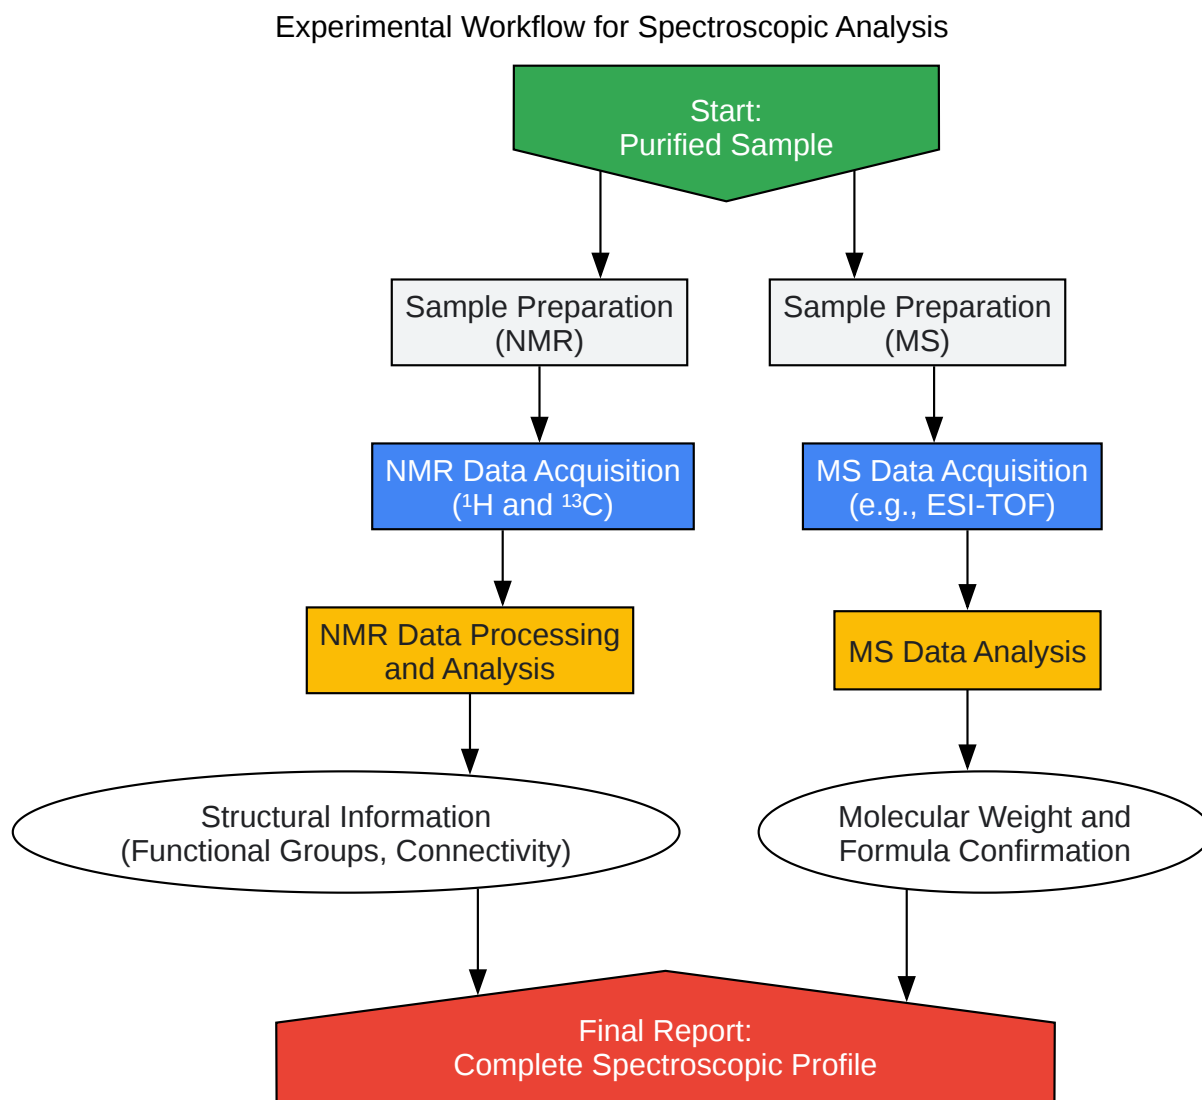 Experimental Workflow for Spectroscopic Analysis
Start:
Purified Sample
Sample Preparation
(NMR)
Sample Preparation
(MS)
NMR Data Acquisition
(¹H and ¹³C)
MS Data Acquisition
(e.g., ESI-TOF)
NMR Data Processing
and Analysis
MS Data Analysis
Structural Information
(Functional Groups, Connectivity)
Molecular Weight and
Formula Confirmation
Final Report:
Complete Spectroscopic Profile